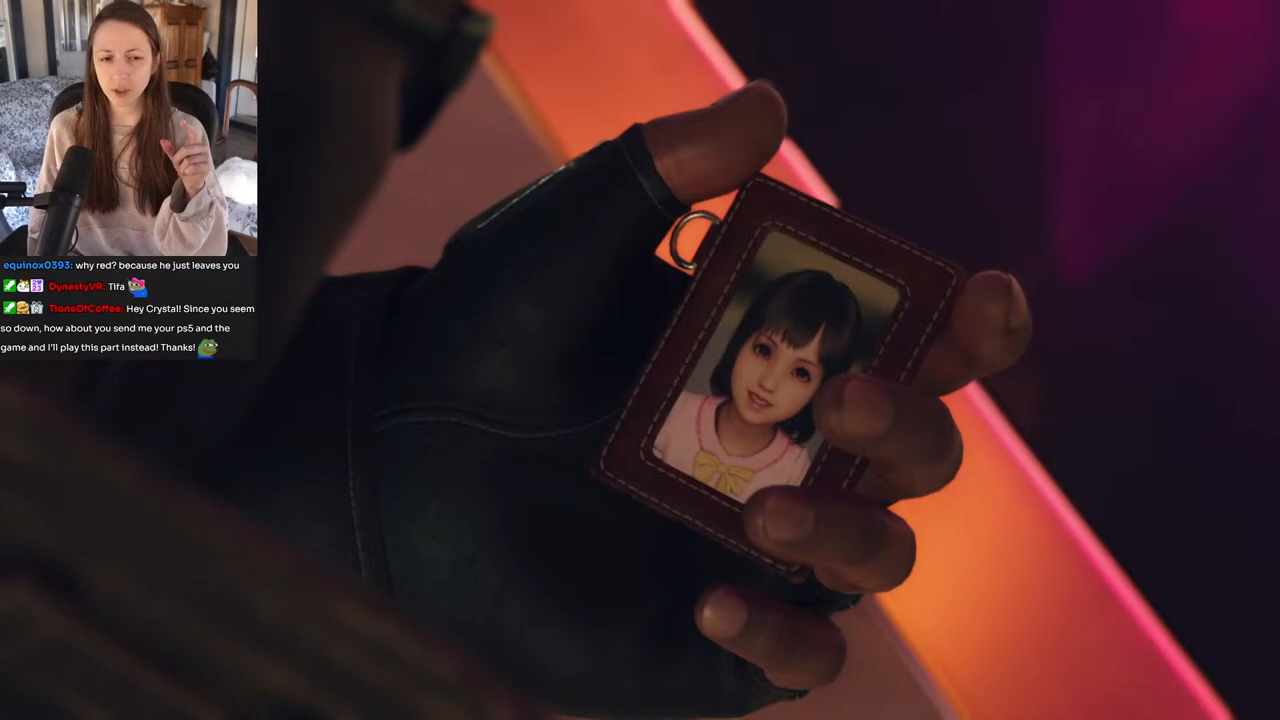 equinox0393: why red? because he just leaves you
DynastyVR: Tifa
TionsOfCoffee: Hey Crystal! Since you seem
so down, how about you send me your ps5 and the
game and I'll play this part instead! Thanks!